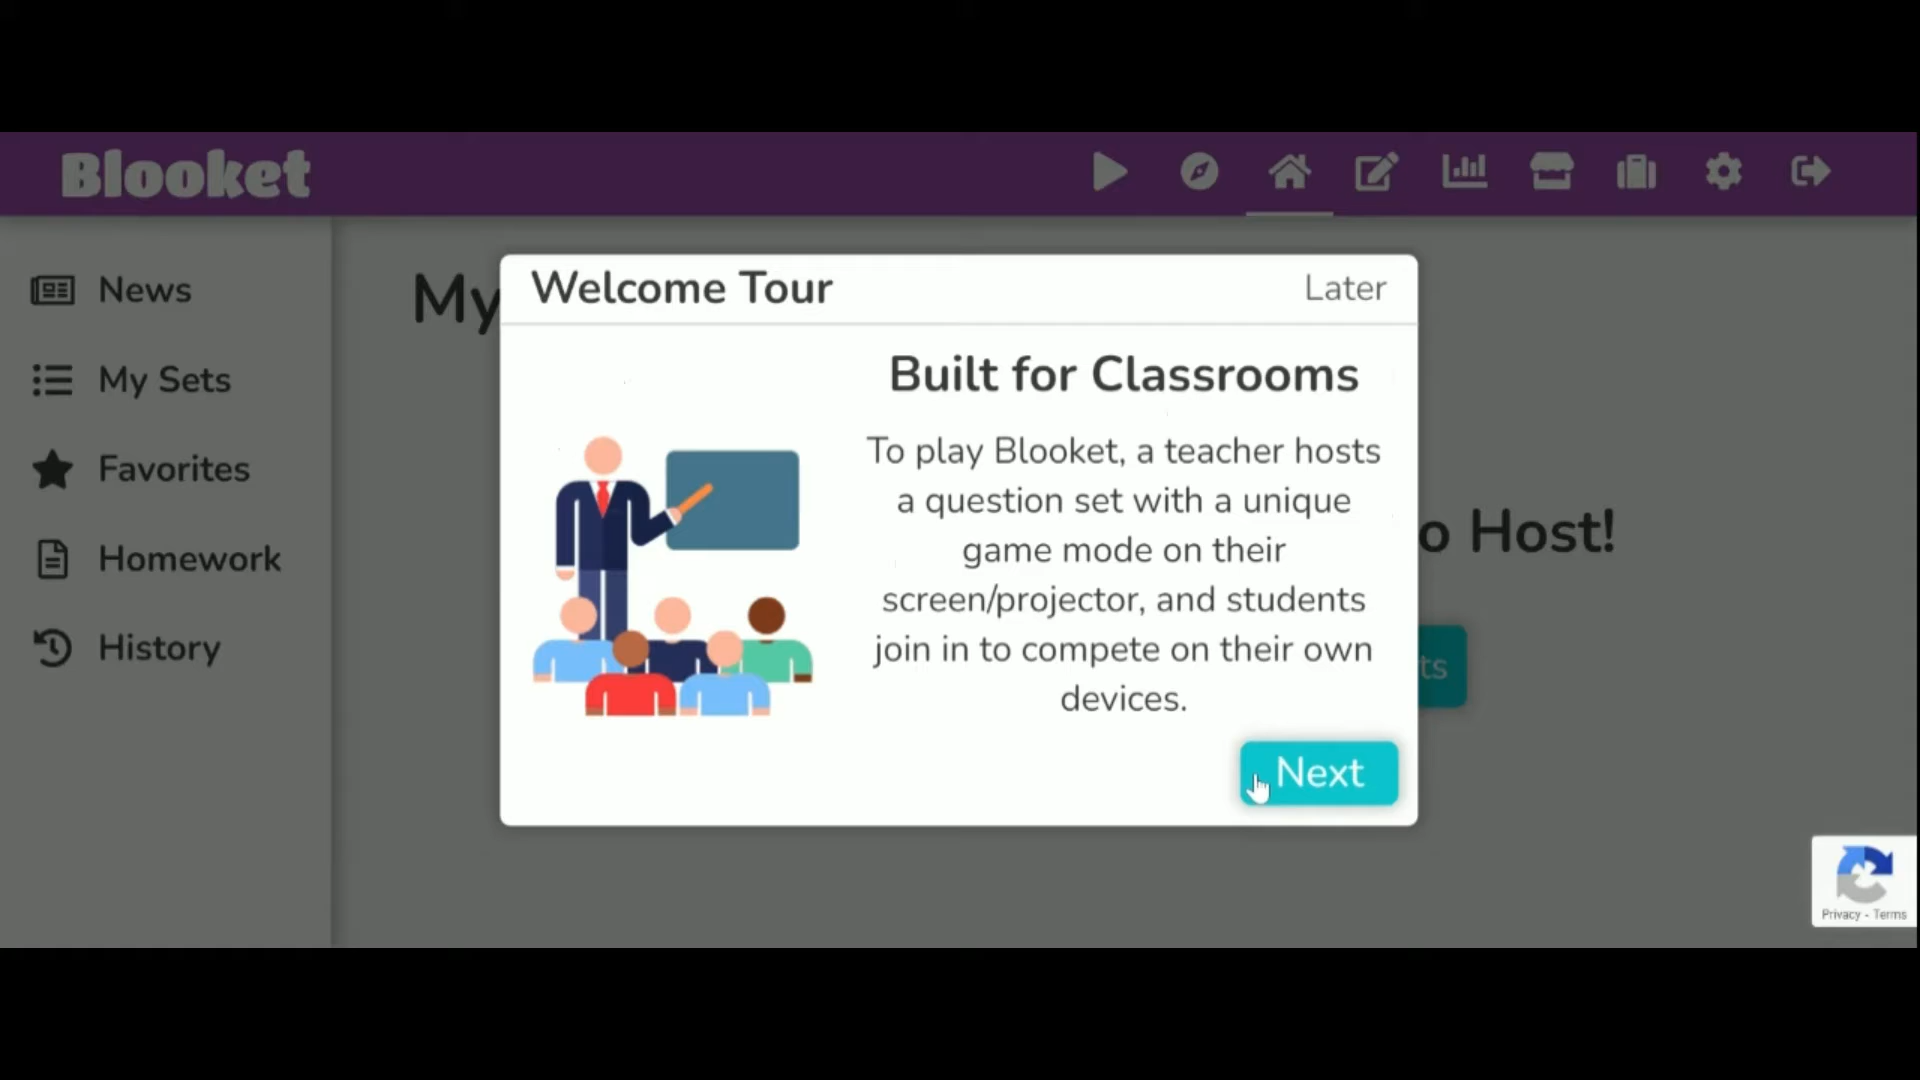 Blooket
News
My Sets
Favorites
Homework
History
My
Welcome Tour
Later
Built for Classrooms
To play Blooket, a teacher hosts
a question set with a unique
game mode on their
screen/projector, and students
join in to compete on their own
devices.
Next
o Host!
ts
Privacy - Terms